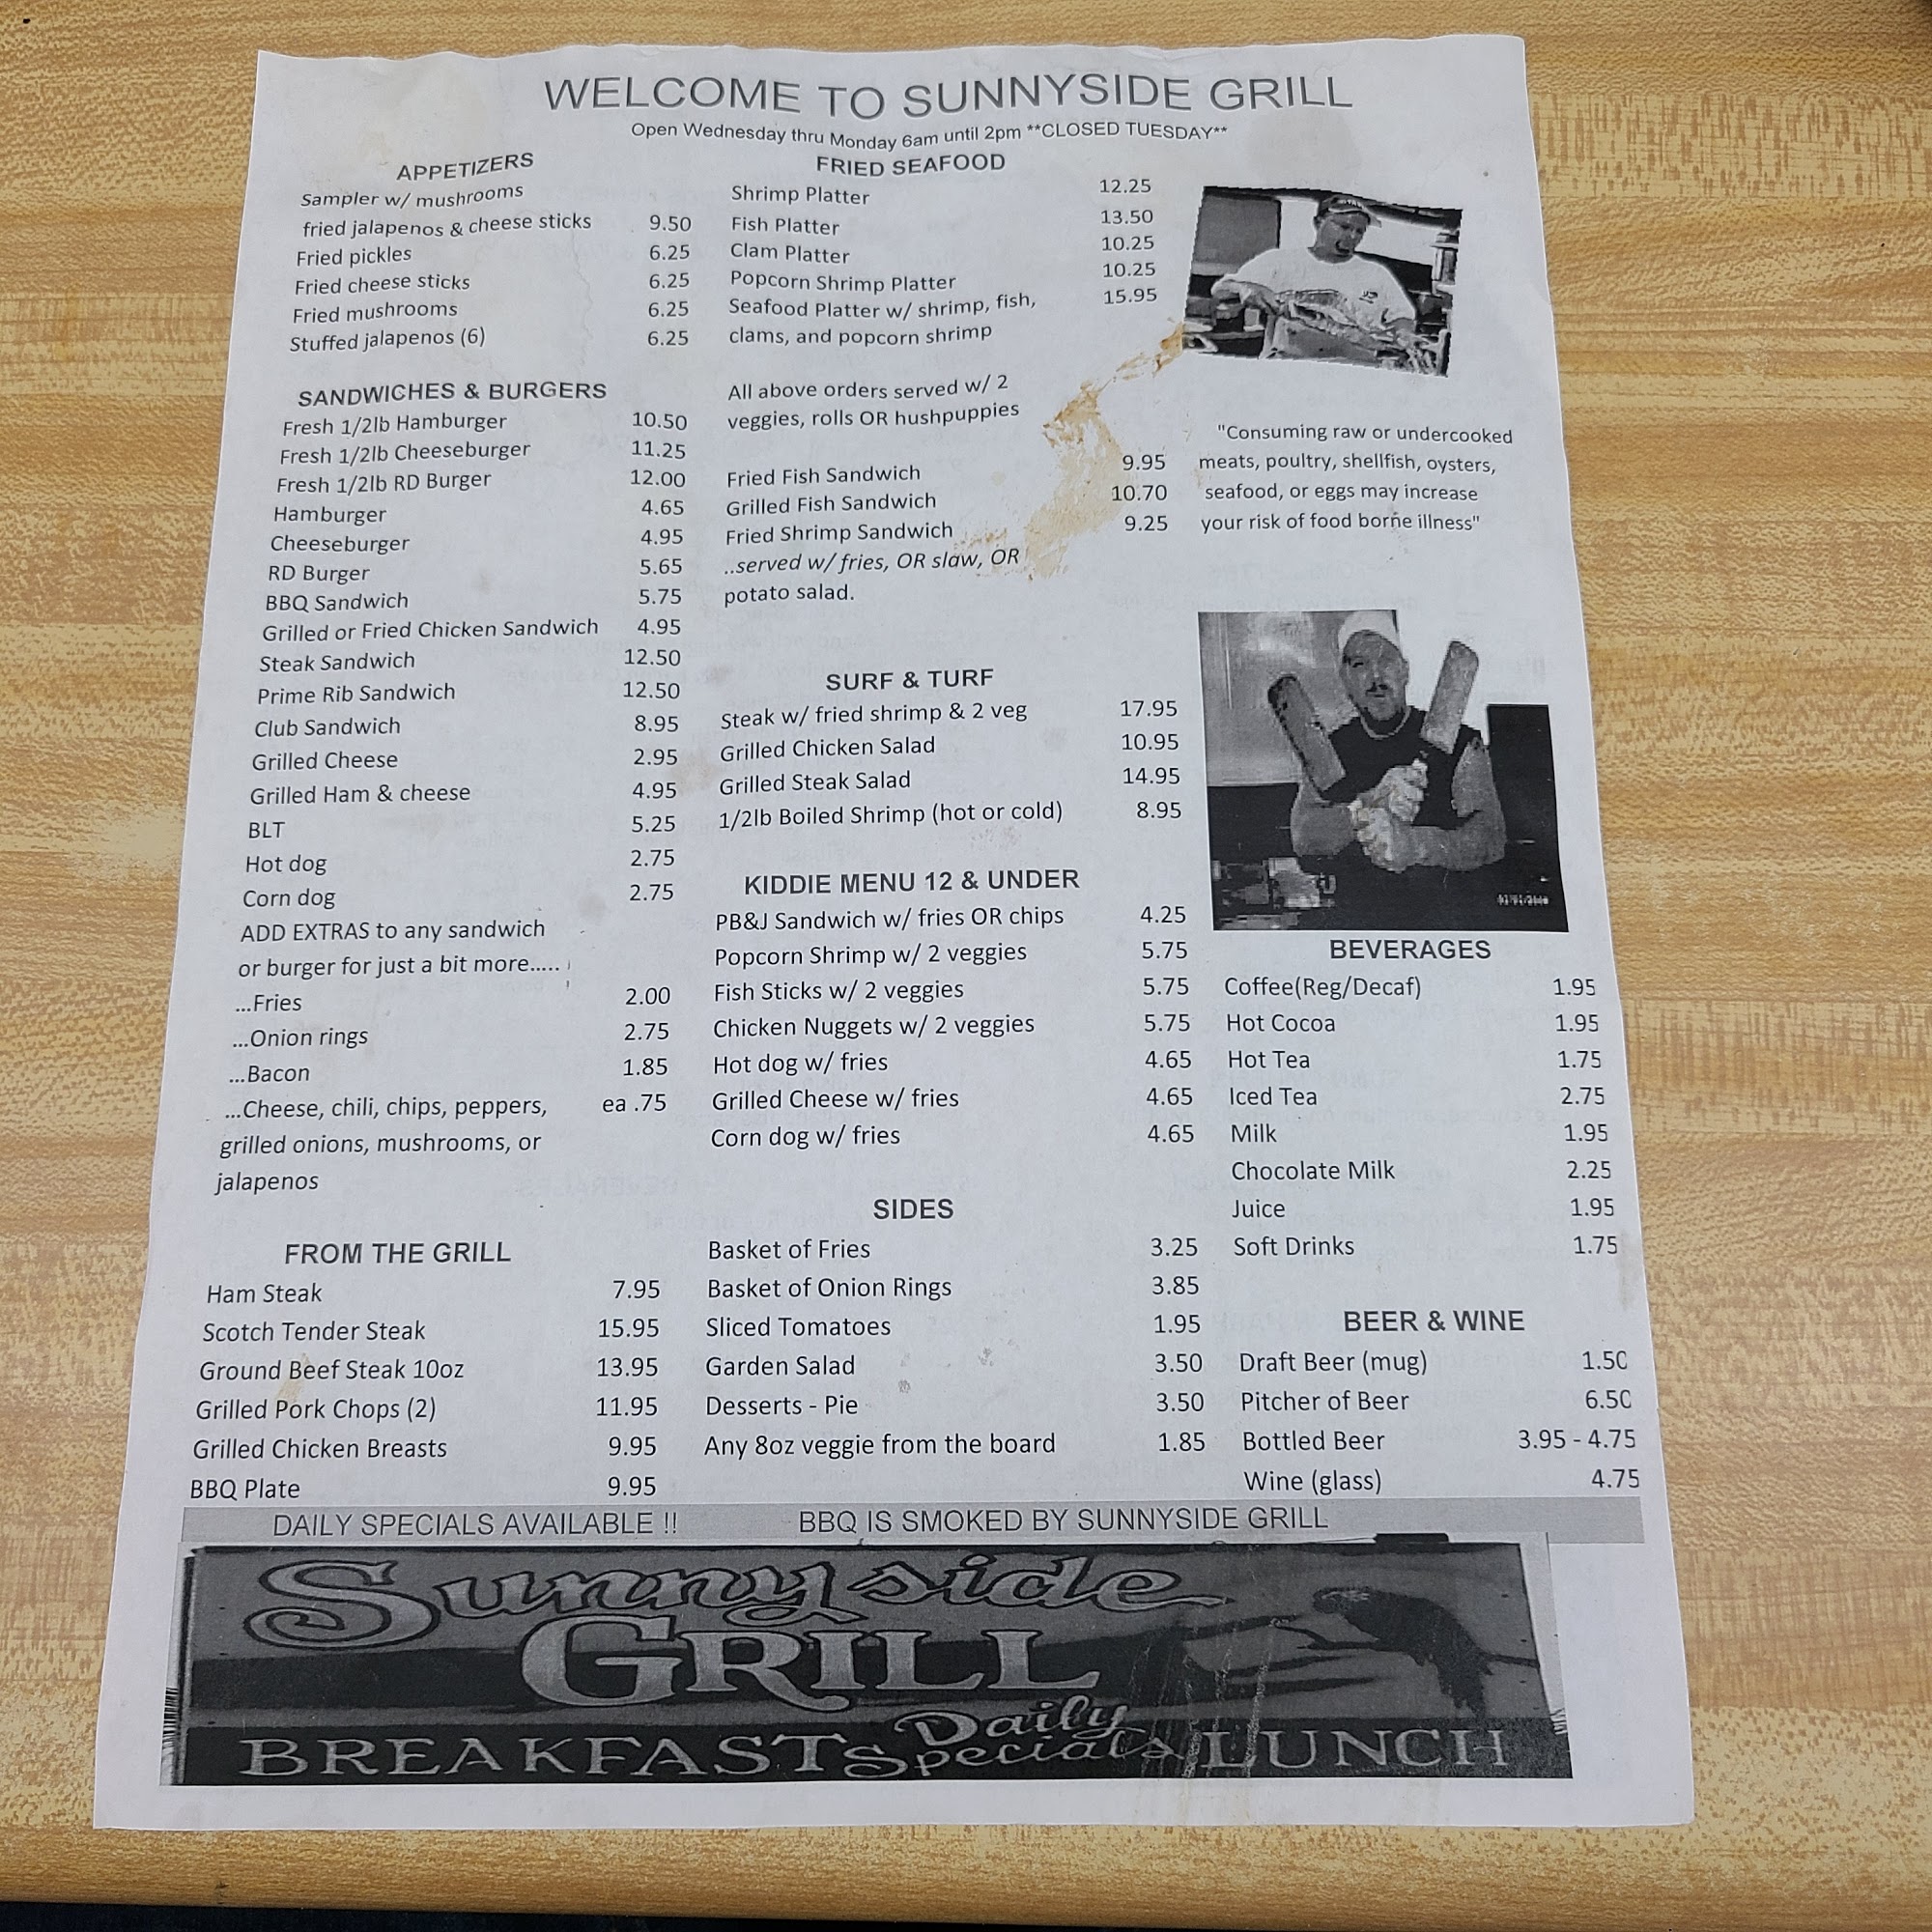 WELCOME TO SUNNYSIDE GRILL
Open Wednesday thru Monday 6am until 2pm **CLOSED TUESDAY**
APPETIZERS
Sampler w/ mushrooms
fried jalapenos & cheese sticks 9.50
Fried pickles 6.25
Fried cheese sticks 6.25
Fried mushrooms 6.25
Stuffed jalapenos (6) 6.25
SANDWICHES & BURGERS
Fresh 1/2lb Hamburger 10.50
Fresh 1/2lb Cheeseburger 11.25
Fresh 1/2lb RD Burger 12.00
Hamburger 4.65
Cheeseburger 4.95
RD Burger 5.65
BBQ Sandwich 5.75
Grilled or Fried Chicken Sandwich 4.95
Steak Sandwich 12.50
Prime Rib Sandwich 12.50
Club Sandwich 8.95
Grilled Cheese 2.95
Grilled Ham & cheese 4.95
BLT 5.25
Hot dog 2.75
Corn dog 2.75
ADD EXTRAS to any sandwich
or burger for just a bit more.....
...Fries 2.00
...Onion rings 2.75
...Bacon 1.85
...Cheese, chili, chips, peppers, ea .75
grilled onions, mushrooms, or
jalapenos
FROM THE GRILL
Ham Steak 7.95
Scotch Tender Steak 15.95
Ground Beef Steak 10oz 13.95
Grilled Pork Chops (2) 11.95
Grilled Chicken Breasts 9.95
BBQ Plate 9.95
FRIED SEAFOOD
Shrimp Platter 12.25
Fish Platter 13.50
Clam Platter 10.25
Popcorn Shrimp Platter 10.25
Seafood Platter w/ shrimp, fish, 15.95
clams, and popcorn shrimp
All above orders served w/ 2
veggies, rolls OR hushpuppies
Fried Fish Sandwich 9.95
Grilled Fish Sandwich 10.70
Fried Shrimp Sandwich 9.25
..served w/ fries, OR slaw, OR
potato salad.
SURF & TURF
Steak w/ fried shrimp & 2 veg 17.95
Grilled Chicken Salad 10.95
Grilled Steak Salad 14.95
1/2lb Boiled Shrimp (hot or cold) 8.95
KIDDIE MENU 12 & UNDER
PB&J Sandwich w/ fries OR chips 4.25
Popcorn Shrimp w/ 2 veggies 5.75
Fish Sticks w/ 2 veggies 5.75
Chicken Nuggets w/ 2 veggies 5.75
Hot dog w/ fries 4.65
Grilled Cheese w/ fries 4.65
Corn dog w/ fries 4.65
SIDES
Basket of Fries 3.25
Basket of Onion Rings 3.85
Sliced Tomatoes 1.95
Garden Salad 3.50
Desserts - Pie 3.50
Any 8oz veggie from the board 1.85
"Consuming raw or undercooked
meats, poultry, shellfish, oysters,
seafood, or eggs may increase
your risk of food borne illness"
BEVERAGES
Coffee(Reg/Decaf) 1.95
Hot Cocoa 1.95
Hot Tea 1.75
Iced Tea 2.75
Milk 1.95
Chocolate Milk 2.25
Juice 1.95
Soft Drinks 1.75
BEER & WINE
Draft Beer (mug) 1.50
Pitcher of Beer 6.50
Bottled Beer 3.95 - 4.75
Wine (glass) 4.75
DAILY SPECIALS AVAILABLE !! BBQ IS SMOKED BY SUNNYSIDE GRILL
Sunnyside
GRILL
BREAKFAST Daily Specials LUNCH